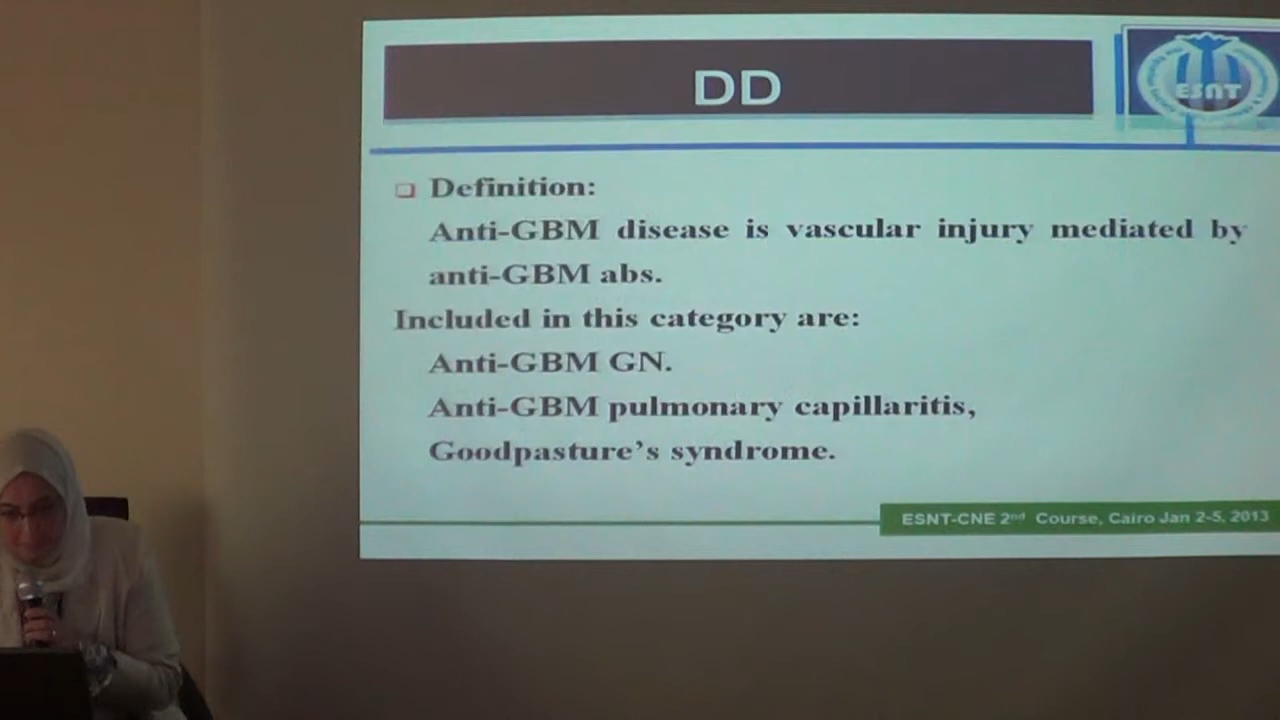 DD
ESNT
Definition:
Anti-GBM disease is vascular injury mediated by
anti-GBM abs.
Included in this category are:
Anti-GBM GN.
Anti-GBM pulmonary capillaritis,
Goodpasture's syndrome.
ESNT-CNE 2nd Course, Cairo Jan 2-5, 2013